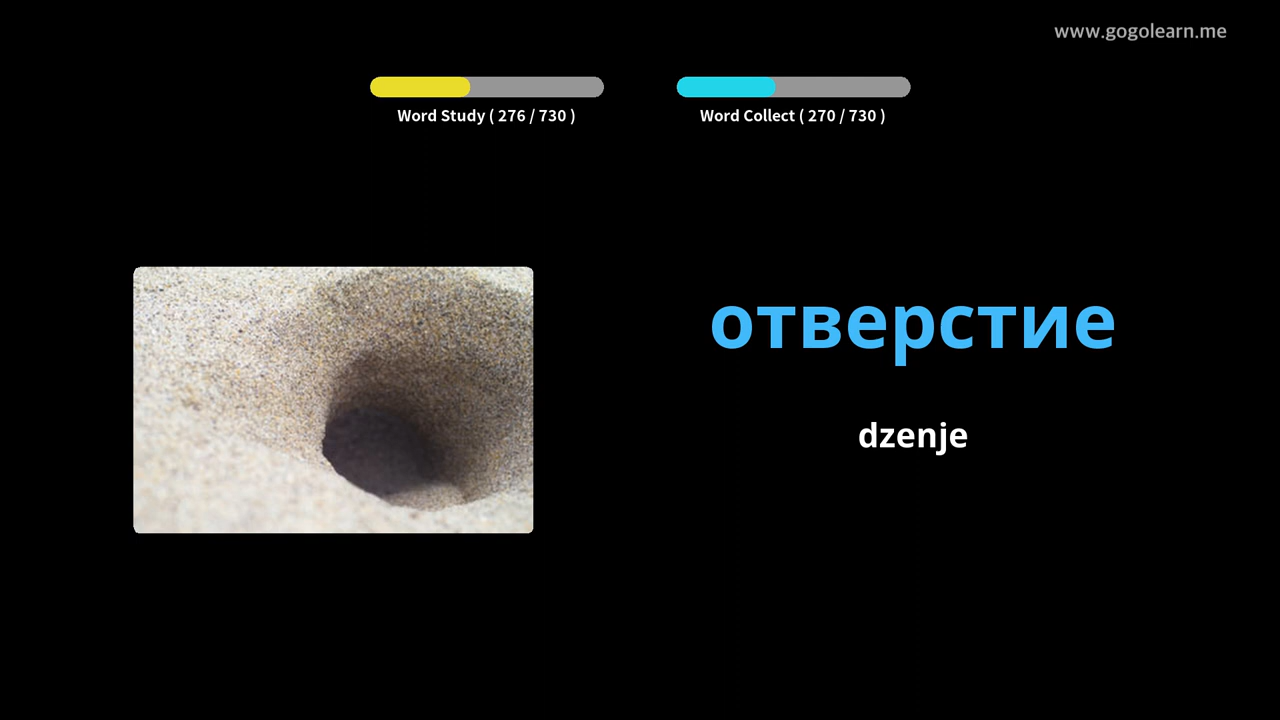 www.gogolearn.me
Word Study ( 276 / 730 )
Word Collect ( 270 / 730 )
отверстие
dzenje